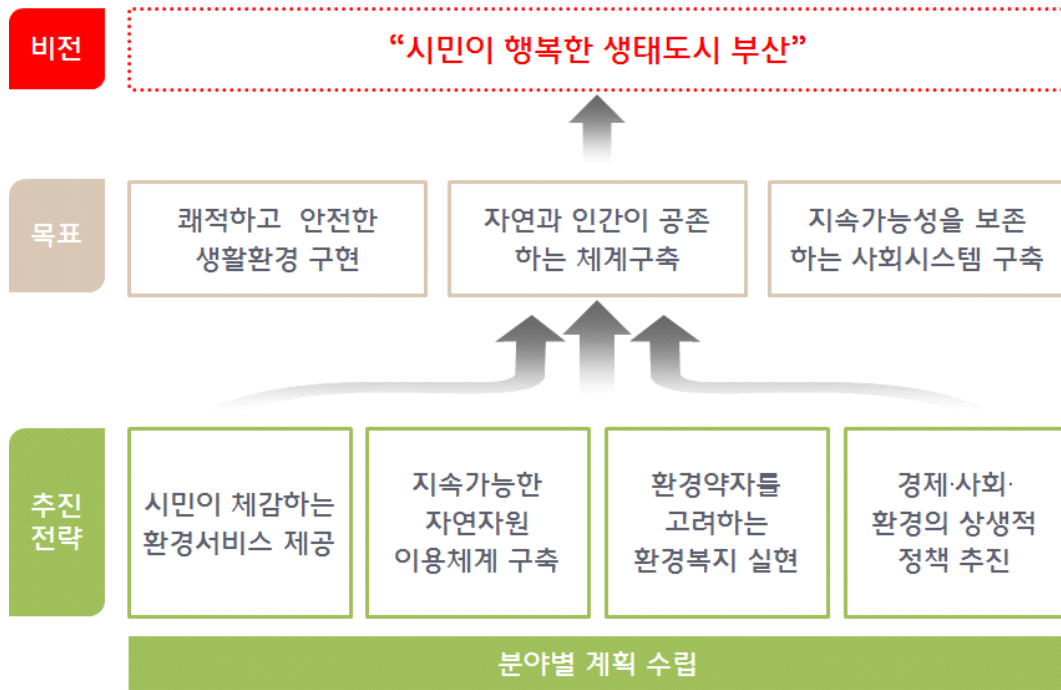 비전
“시민이 행복한 생태도시 부산”
목표
쾌적하고 안전한
생활환경 구현
자연과 인간이 공존
하는 체계구축
지속가능성을 보존
하는 사회시스템 구축
추진
전략
시민이 체감하는
환경서비스 제공
지속가능한
자연자원
이용체계 구축
환경약자를
고려하는
환경복지 실현
경제·사회·
환경의 상생적
정책 추진
분야별 계획 수립